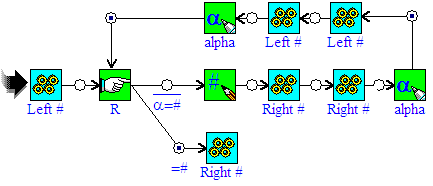 α
α
alpha Left # Left #
#
α
Left # R α=# Right # Right # alpha
=# Right #